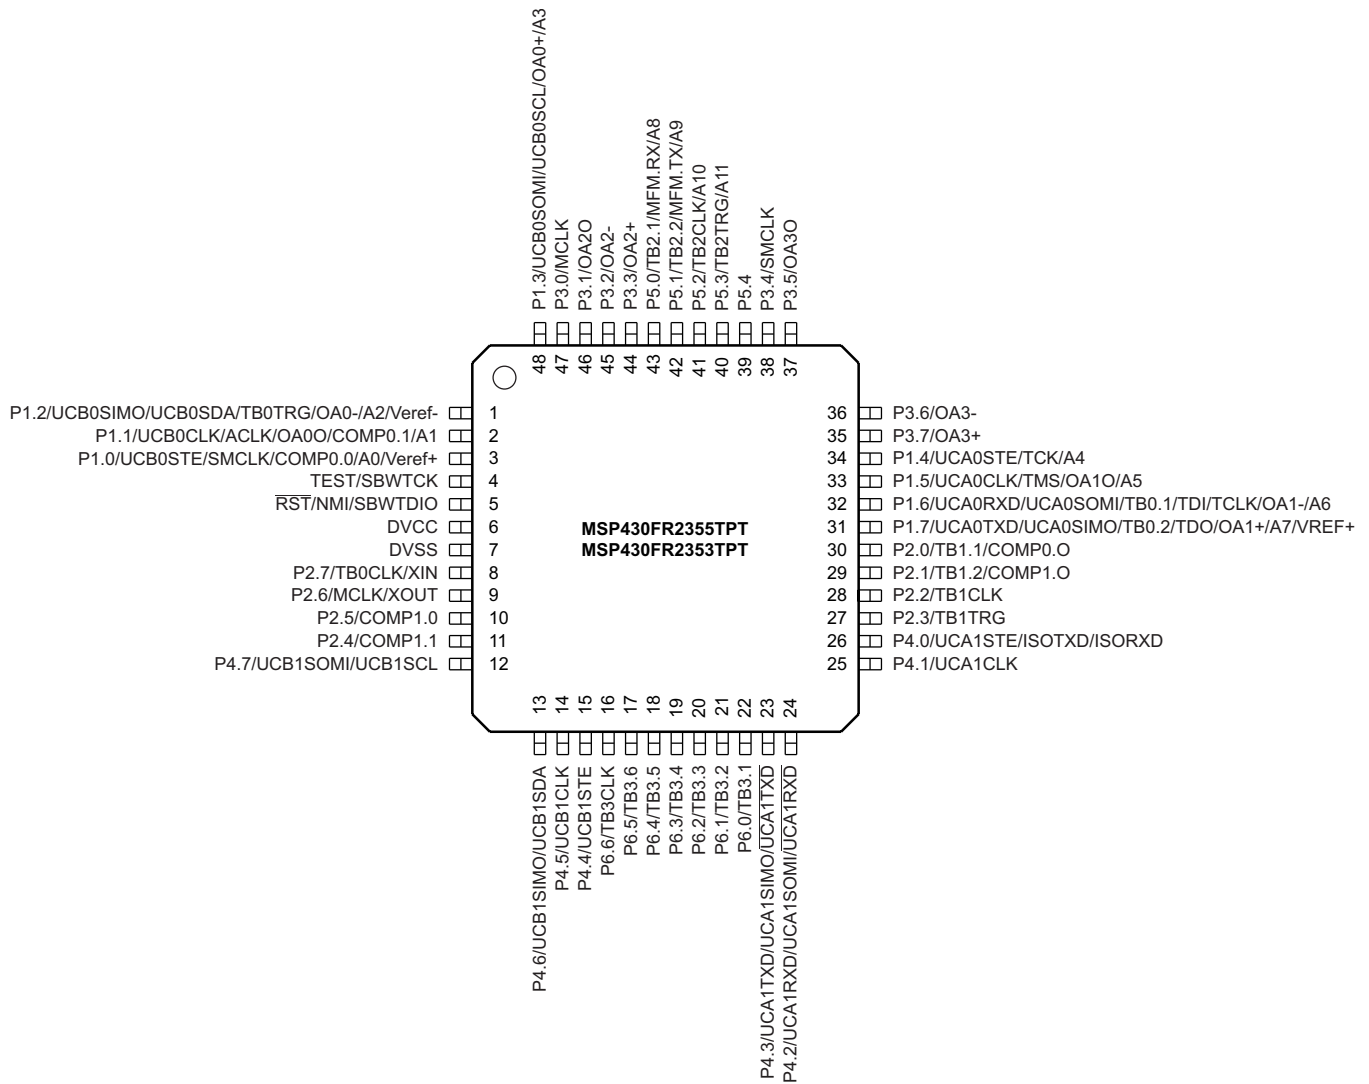 P1.3/UCB0SOMI/UCB0SCL/OA0+/A3
P3.0/MCLK
P3.1/OA2O
P3.2/OA2-
P3.3/OA2+
P5.0/TB2.1/MFM.RX/A8
P5.1/TB2.2/MFM.TX/A9
P5.2/TB2CLK/A10
P5.3/TB2TRG/A11
P5.4
P3.4/SMCLK
P3.5/OA3O
48 47 46 45 44 43 42 41 40 39 38 37
P1.2/UCB0SIMO/UCB0SDA/TB0TRG/OA0-/A2/Veref- 1
P1.1/UCB0CLK/ACLK/OA0O/COMP0.1/A1 2
P1.0/UCB0STE/SMCLK/COMP0.0/A0/Veref+ 3
TEST/SBWTCK 4
RST/NMI/SBWTDIO 5
DVCC 6
DVSS 7
P2.7/TB0CLK/XIN 8
P2.6/MCLK/XOUT 9
P2.5/COMP1.0 10
P2.4/COMP1.1 11
P4.7/UCB1SOMI/UCB1SCL 12
MSP430FR2355TPT
MSP430FR2353TPT
36 P3.6/OA3-
35 P3.7/OA3+
34 P1.4/UCA0STE/TCK/A4
33 P1.5/UCA0CLK/TMS/OA1O/A5
32 P1.6/UCA0RXD/UCA0SOMI/TB0.1/TDI/TCLK/OA1-/A6
31 P1.7/UCA0TXD/UCA0SIMO/TB0.2/TDO/OA1+/A7/VREF+
30 P2.0/TB1.1/COMP0.O
29 P2.1/TB1.2/COMP1.O
28 P2.2/TB1CLK
27 P2.3/TB1TRG
26 P4.0/UCA1STE/ISOTXD/ISORXD
25 P4.1/UCA1CLK
13 14 15 16 17 18 19 20 21 22 23 24
P4.6/UCB1SIMO/UCB1SDA
P4.5/UCB1CLK
P4.4/UCB1STE
P6.6/TB3CLK
P6.5/TB3.6
P6.4/TB3.5
P6.3/TB3.4
P6.2/TB3.3
P6.1/TB3.2
P6.0/TB3.1
P4.3/UCA1TXD/UCA1SIMO/UCA1TXD
P4.2/UCA1RXD/UCA1SOMI/UCA1RXD